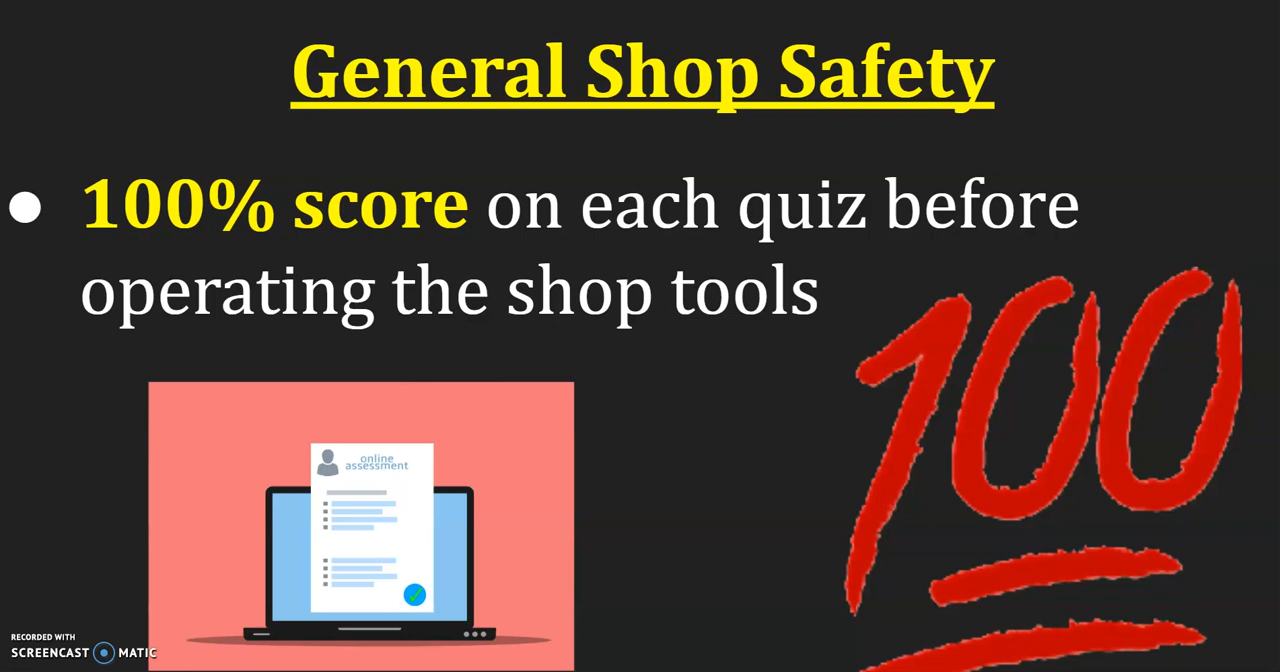 General Shop Safety
● 100% score on each quiz before
operating the shop tools
100
online
assessment
RECORDED WITH
SCREENCAST MATIC